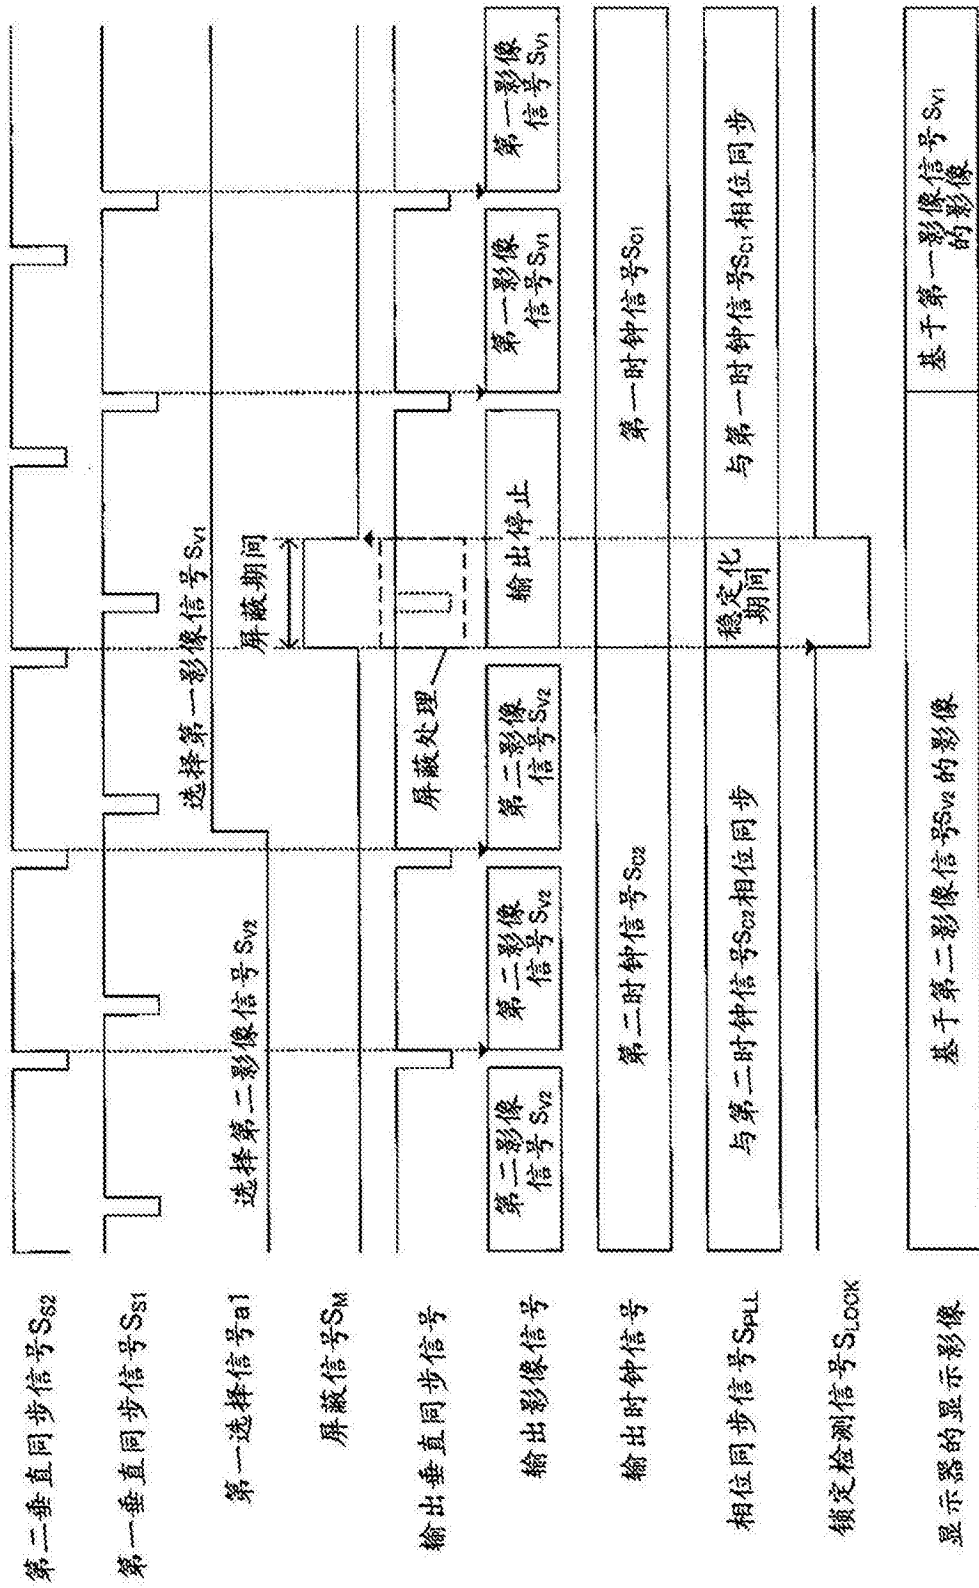 第二垂直同步信号SS2
第一垂直同步信号SS1
第一选择信号a1
选择第二影像信号SV2
选择第一影像信号SV1
屏蔽信号SM
屏蔽期间
输出垂直同步信号
屏蔽处理
输出影像信号
第二影像
信号SV2
第二影像
信号SV2
第二影像
信号SV2
输出停止
第一影像
信号SV1
第一影像
信号SV1
输出时钟信号
第二时钟信号SC2
第一时钟信号SC1
相位同步信号SPLL
与第二时钟信号SC2相位同步
稳定化
期间
与第一时钟信号SC1相位同步
锁定检测信号SLOCK
显示器的显示影像
基于第二影像信号SV2的影像
基于第一影像信号SV1
的影像